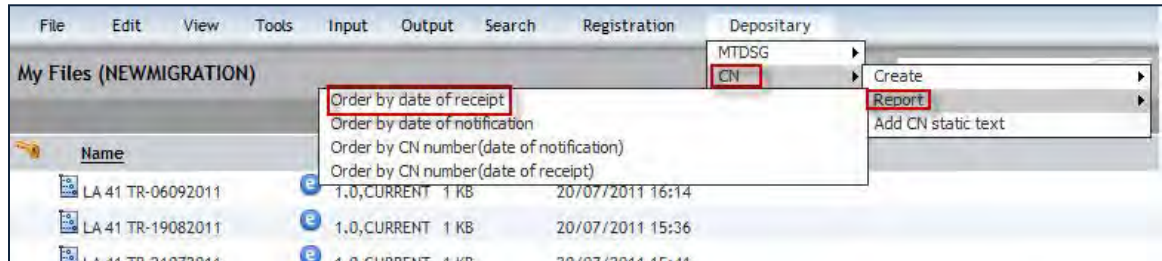 File Edit View Tools Input Output Search Registration Depositary
MTDSG
My Files (NEWMIGRATION)
CN
Create
Order by date of receipt
Report
Order by date of notification
Add CN static text
Order by CN number(date of notification)
Name
Order by CN number(date of receipt)
LA 41 TR-06092011 1.0,CURRENT 1 KB 20/07/2011 16:14
LA 41 TR-19082011 1.0,CURRENT 1 KB 20/07/2011 15:36